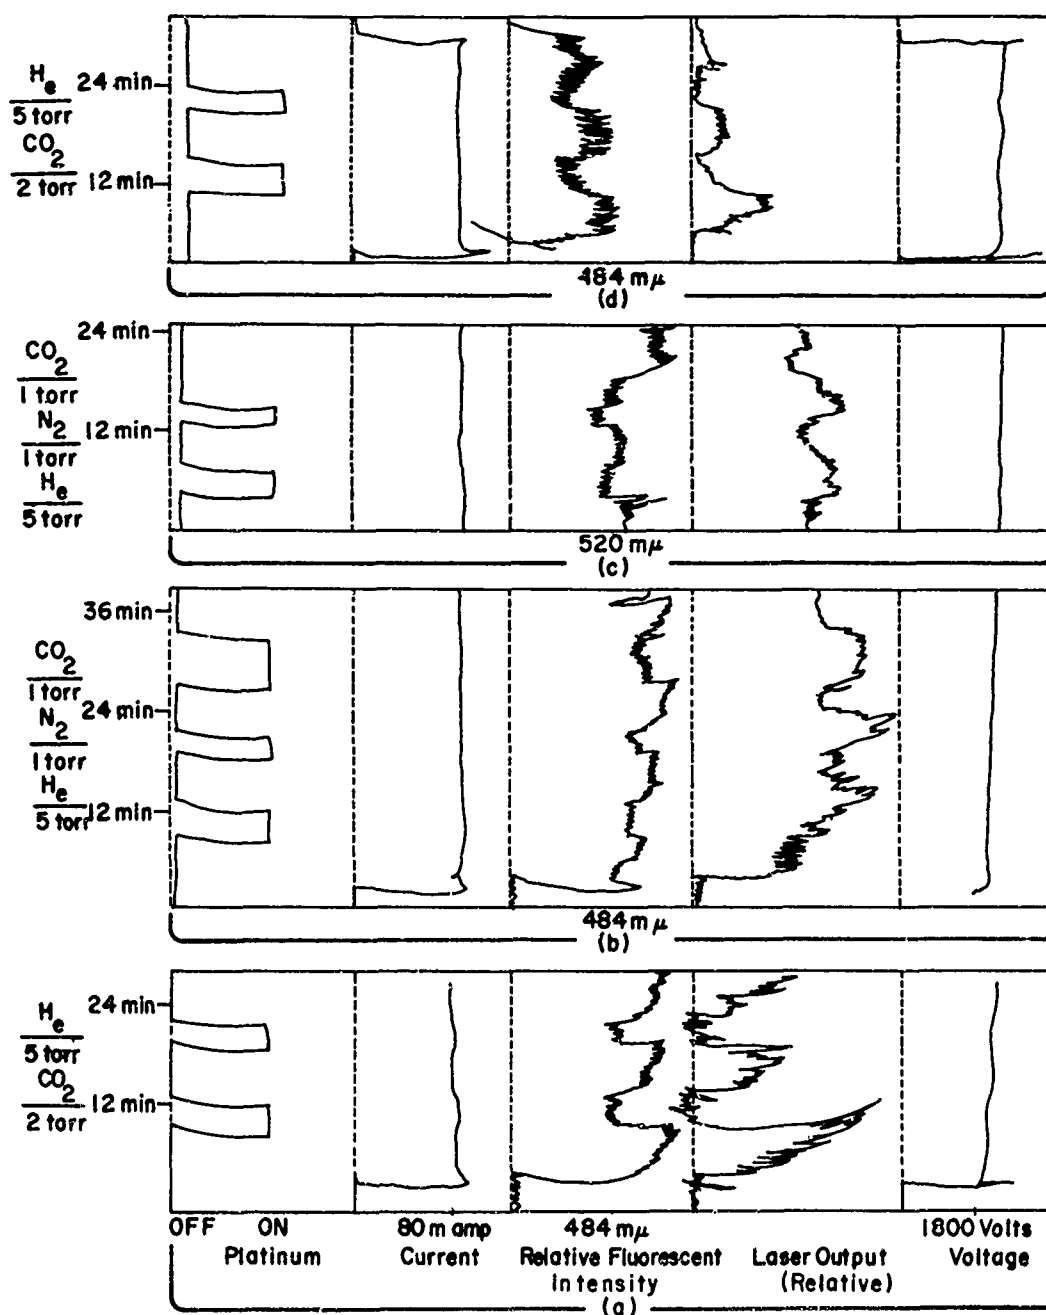 He
5 torr
CO2
2 torr
24 min
12 min
484 mμ
(d)
CO2
1 torr
N2
1 torr
He
5 torr
24 min
12 min
520 mμ
(c)
CO2
1 torr
N2
1 torr
He
5 torr
36 min
24 min
12 min
484 mμ
(b)
He
5 torr
CO2
2 torr
24 min
12 min
OFF ON
Platinum
80 m amp
Current
484 mμ
Relative Fluorescent
Intensity
Laser Output
(Relative)
1800 Volts
Voltage
(a)